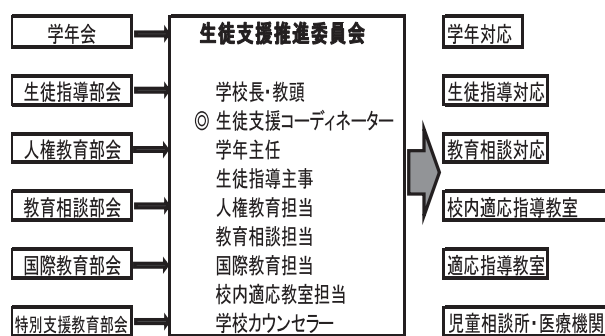 学年会
生徒指導部会
人権教育部会
教育相談部会
国際教育部会
特別支援教育部会
生徒支援推進委員会
学校長・教頭
◎ 生徒支援コーディネーター
学年主任
生徒指導主事
人権教育担当
教育相談担当
国際教育担当
校内適応教室担当
学校カウンセラー
学年対応
生徒指導対応
教育相談対応
校内適応指導教室
適応指導教室
児童相談所・医療機関